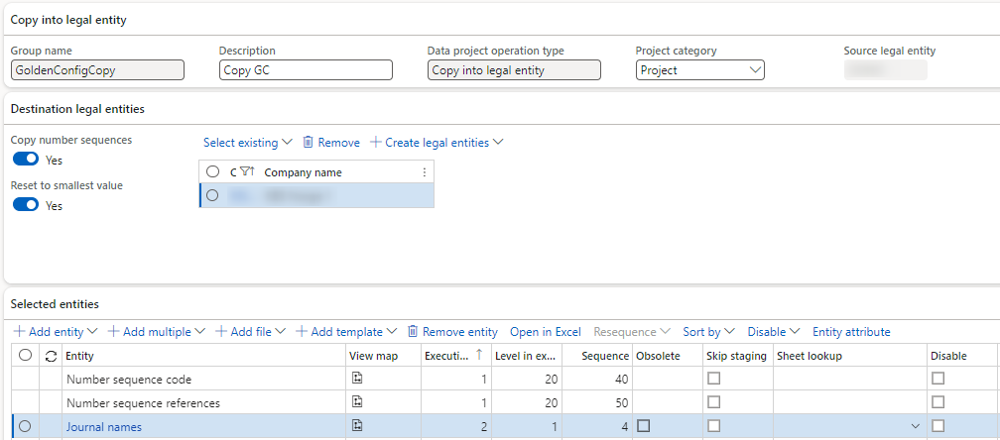 Copy into legal entity
Group name Description Data project operation type Project category Source legal entity
GoldenConfigCopy Copy GC Copy into legal entity Project
Destination legal entities
Copy number sequences
Yes
Reset to smallest value
Yes
Select existing Remove Create legal entities
C Company name
Selected entities
Add entity Add multiple Add file Add template Remove entity Open in Excel Resequence Sort by Disable Entity attribute
Entity View map Executi... Level in ex... Sequence Obsolete Skip staging Sheet lookup Disable
Number sequence code 1 20 40
Number sequence references 1 20 50
Journal names 2 1 4